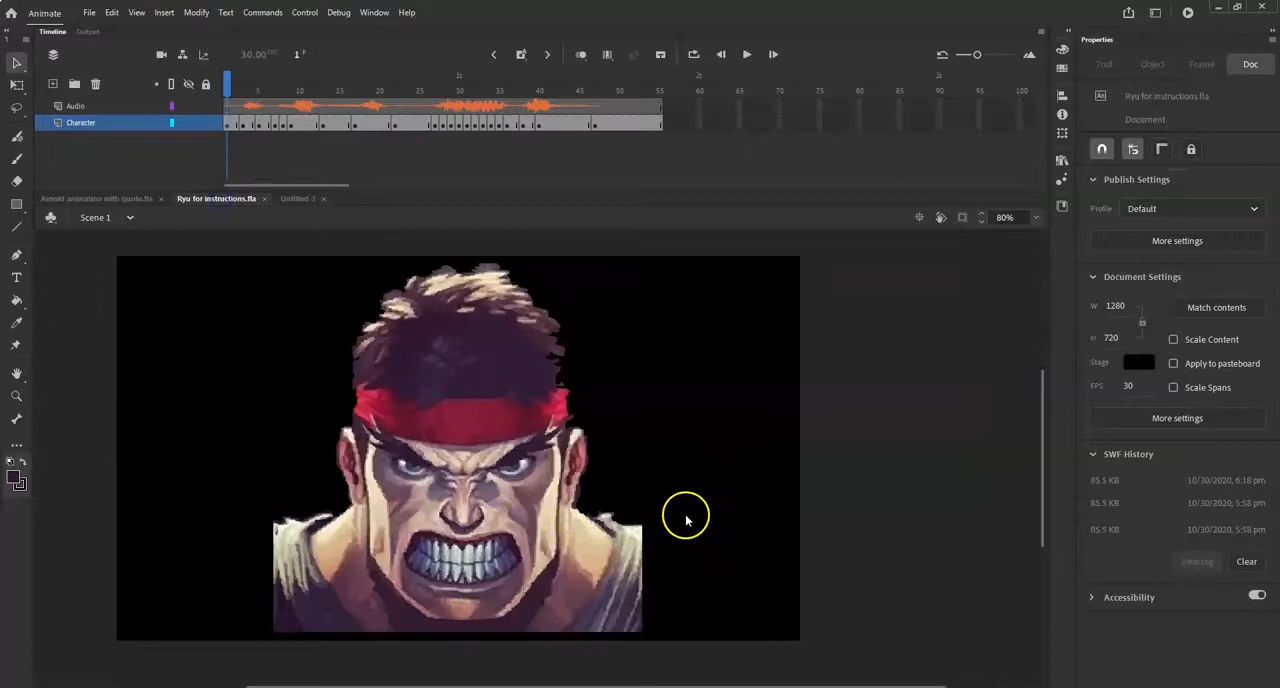 Animate File Edit View Insert Modify Text Commands Control Debug Window Help
Timeline Output
30.00 FPS 1 F
1s 2s 3s
5 10 15 20 25 30 35 40 45 50 55 60 65 70 75 80 85 90 95 100
Audio
Character
Arnold animation with quote.fla × Ryu for instructions.fla × Untitled-3 ×
Scene 1 80%
Properties
Tool Object Frame Doc
Ryu for instructions.fla
Document
Publish Settings
Profile Default
More settings
Document Settings
W 1280 Match contents
H 720 Scale Content
Stage Apply to pasteboard
FPS 30 Scale Spans
More settings
SWF History
85.5 KB 10/30/2020, 6:18 pm
85.5 KB 10/30/2020, 5:58 pm
85.5 KB 10/30/2020, 5:58 pm
View log Clear
Accessibility